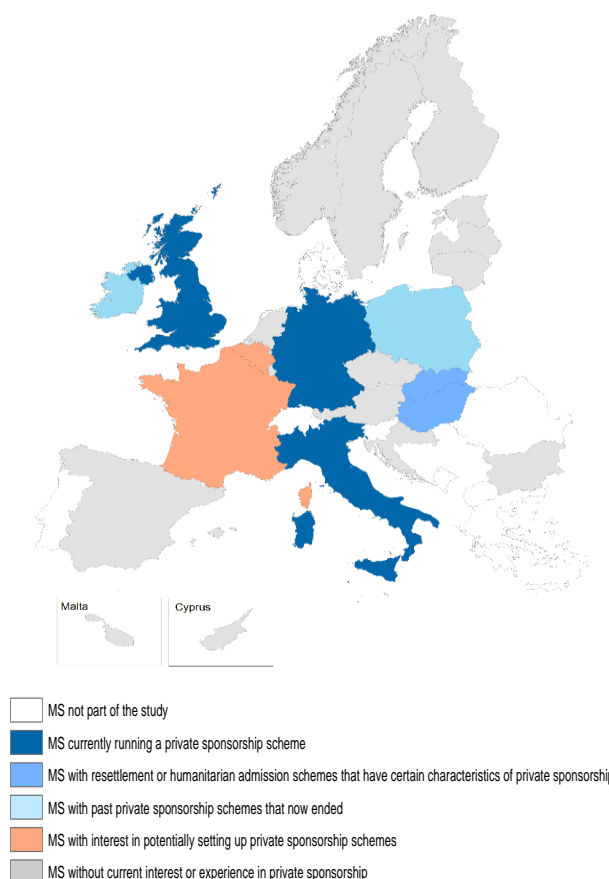 Malta
Cyprus
MS not part of the study
MS currently running a private sponsorship scheme
MS with resettlement or humanitarian admission schemes that have certain characteristics of private sponsorship
MS with past private sponsorship schemes that now ended
MS with interest in potentially setting up private sponsorship schemes
MS without current interest or experience in private sponsorship